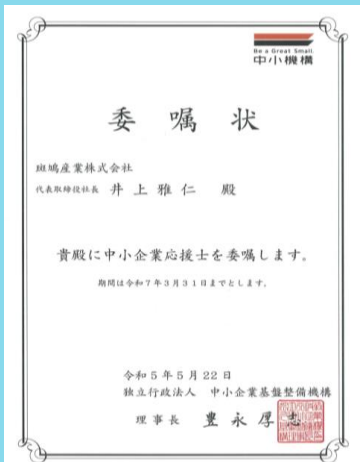 Be a Great Small.
中小機構
委嘱状
斑鳩産業株式会社
代表取締役社長 井上雅仁 殿
貴殿に中小企業応援士を委嘱します。
期間は令和7年3月31日までとします。
令和5年5月22日
独立行政法人 中小企業基盤整備機構
理事長 豊永厚志